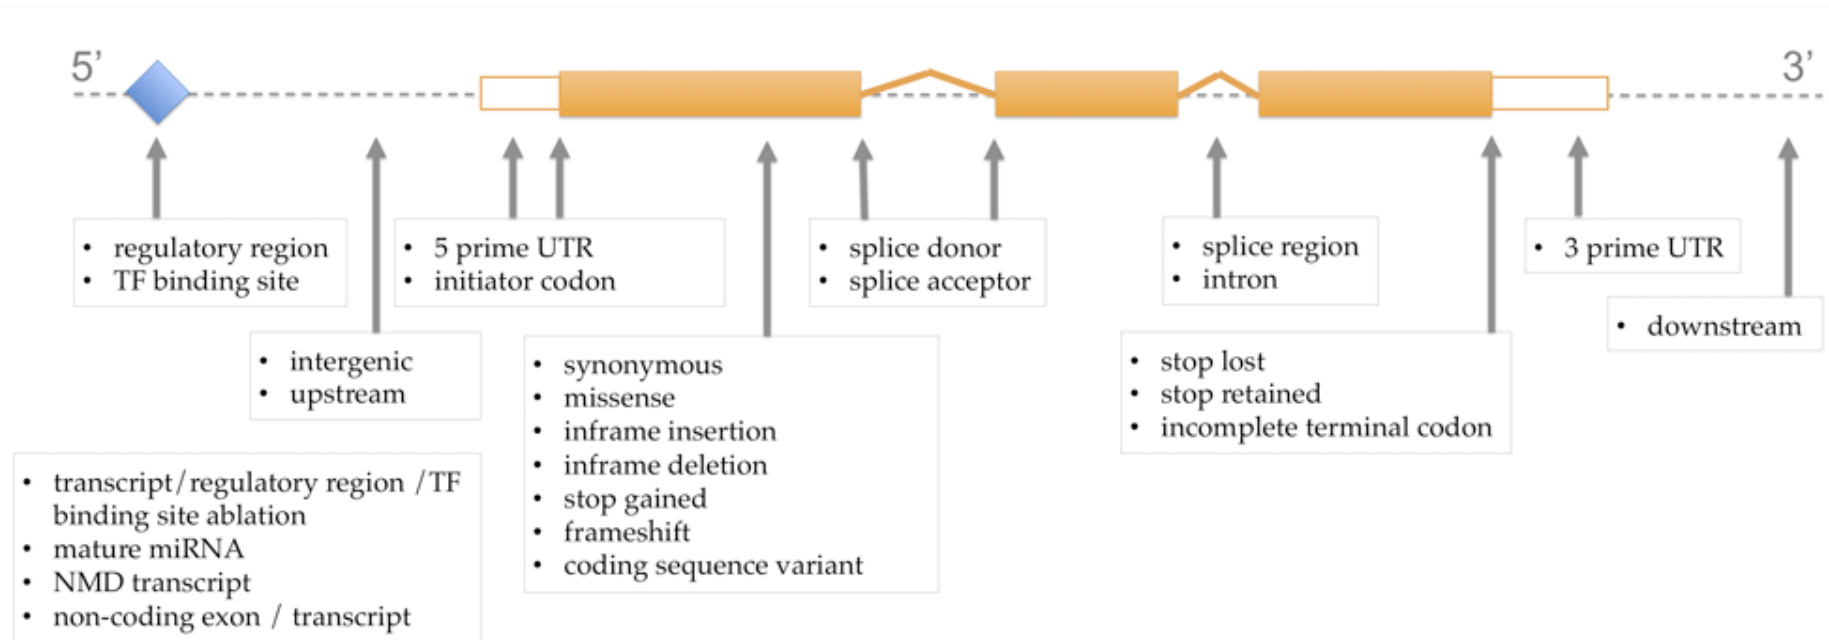 5’
3’
• regulatory region
• TF binding site
• 5 prime UTR
• initiator codon
• splice donor
• splice acceptor
• splice region
• intron
• 3 prime UTR
• downstream
• intergenic
• upstream
• synonymous
• missense
• inframe insertion
• inframe deletion
• stop gained
• frameshift
• coding sequence variant
• stop lost
• stop retained
• incomplete terminal codon
• transcript/regulatory region /TF
binding site ablation
• mature miRNA
• NMD transcript
• non-coding exon / transcript